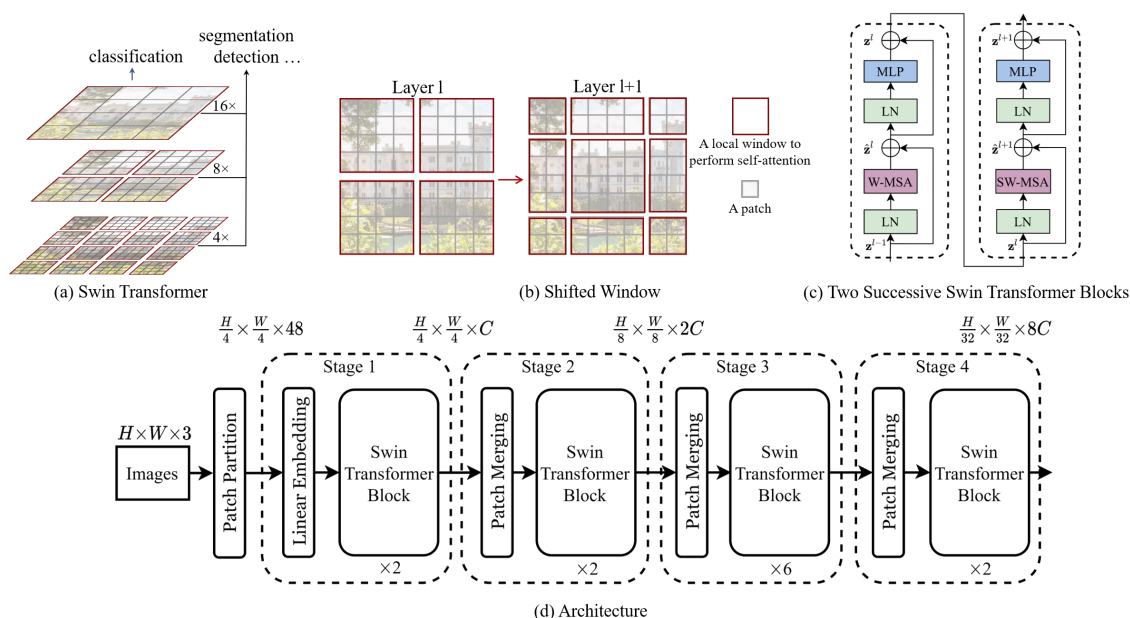 classification
segmentation
detection ...
16×
8×
4×
(a) Swin Transformer
Layer l
Layer l+1
A local window to
perform self-attention
A patch
(b) Shifted Window
z^l
MLP
LN
ẑ^l
W-MSA
LN
z^{l-1}
z^{l+1}
MLP
LN
ẑ^{l+1}
SW-MSA
LN
z^l
(c) Two Successive Swin Transformer Blocks
H/4 × W/4 × 48
H/4 × W/4 × C
H/8 × W/8 × 2C
H/32 × W/32 × 8C
H×W×3
Images
Patch Partition
Stage 1
Linear Embedding
Swin
Transformer
Block
×2
Stage 2
Patch Merging
Swin
Transformer
Block
×2
Stage 3
Patch Merging
Swin
Transformer
Block
×6
Stage 4
Patch Merging
Swin
Transformer
Block
×2
(d) Architecture